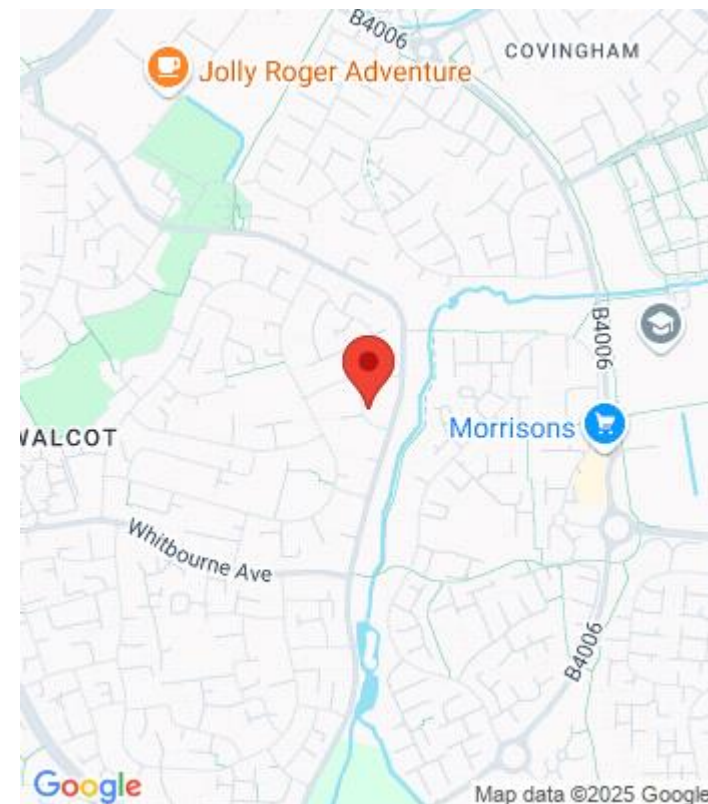 B4006
COVINGHAM
Jolly Roger Adventure
B4006
Morrisons
WALCOT
Whitbourne Ave
B4006
Google
Map data ©2025 Google